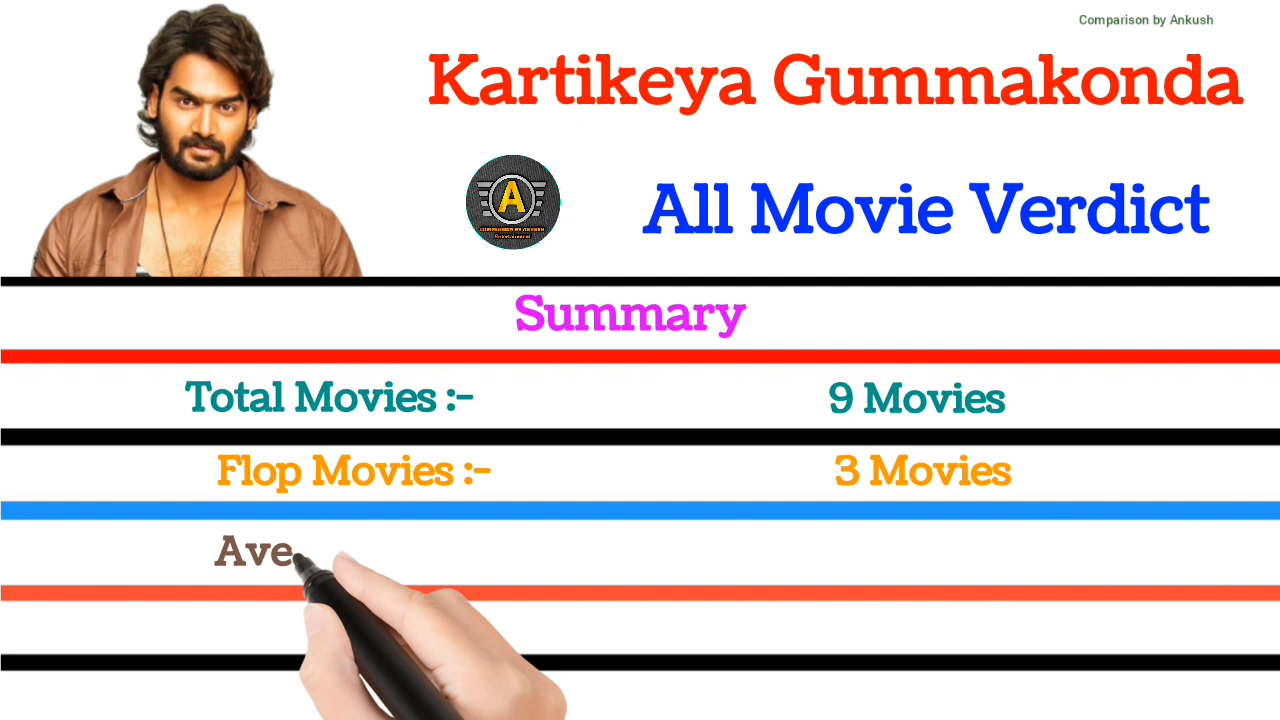 Comparison by Ankush
Kartikeya Gummakonda
A
All Movie Verdict
Summary
Total Movies :- 9 Movies
Flop Movies :- 3 Movies
Ave